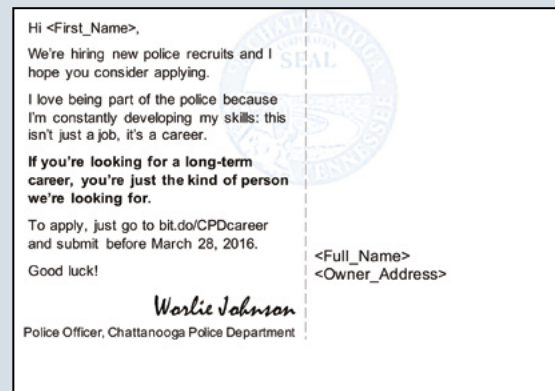 Hi <First_Name>,
We're hiring new police recruits and I
hope you consider applying.
I love being part of the police because
I'm constantly developing my skills: this
isn't just a job, it's a career.
If you're looking for a long-term
career, you're just the kind of person
we're looking for.
To apply, just go to bit.do/CPDcareer
and submit before March 28, 2016.
Good luck!
Worlie Johnson
Police Officer, Chattanooga Police Department
<Full_Name>
<Owner_Address>
CHATTANOOGA
SEAL
TENNESSEE